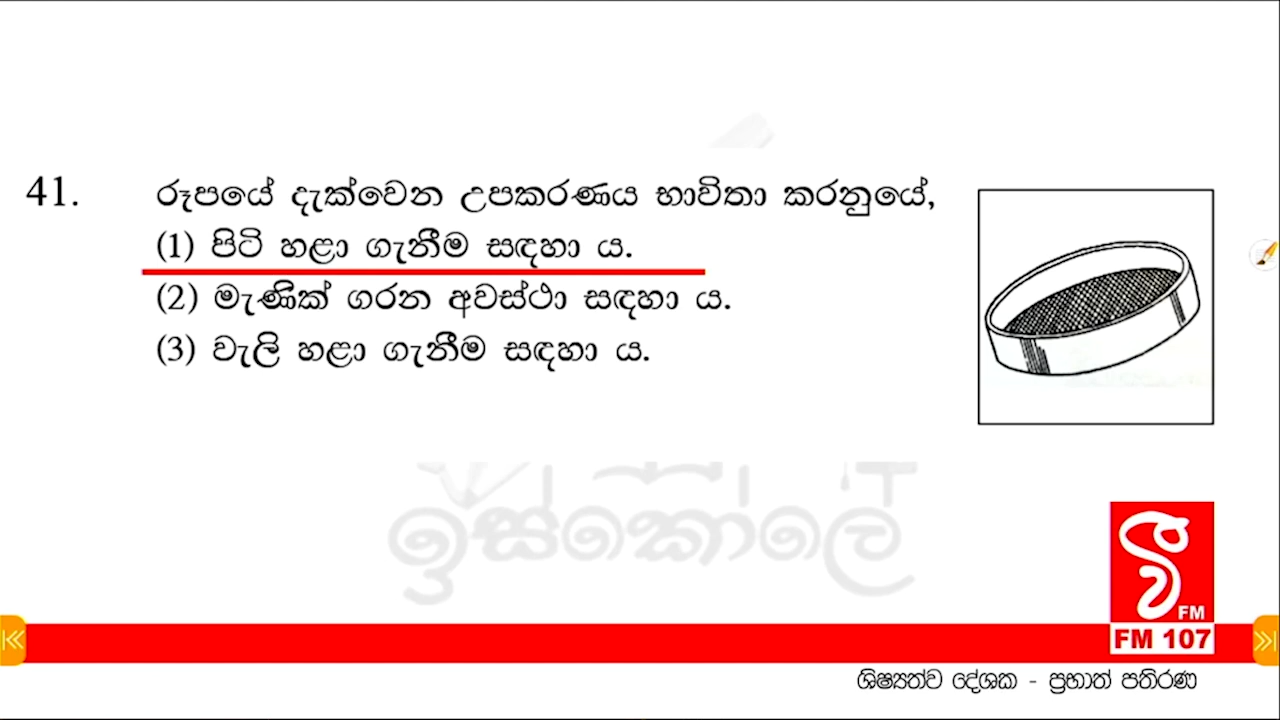 41. රූපයේ දැක්වෙන උපකරණය භාවිතා කරනුයේ,
(1) පිටි හළා ගැනීම සඳහා ය.
(2) මැණික් ගරන අවස්ථා සඳහා ය.
(3) වැලි හළා ගැනීම සඳහා ය.
ඉස්කෝලේ
වී
FM
FM 107
ශිෂ්‍යත්ව දේශක - ප්‍රභාත් පතිරණ